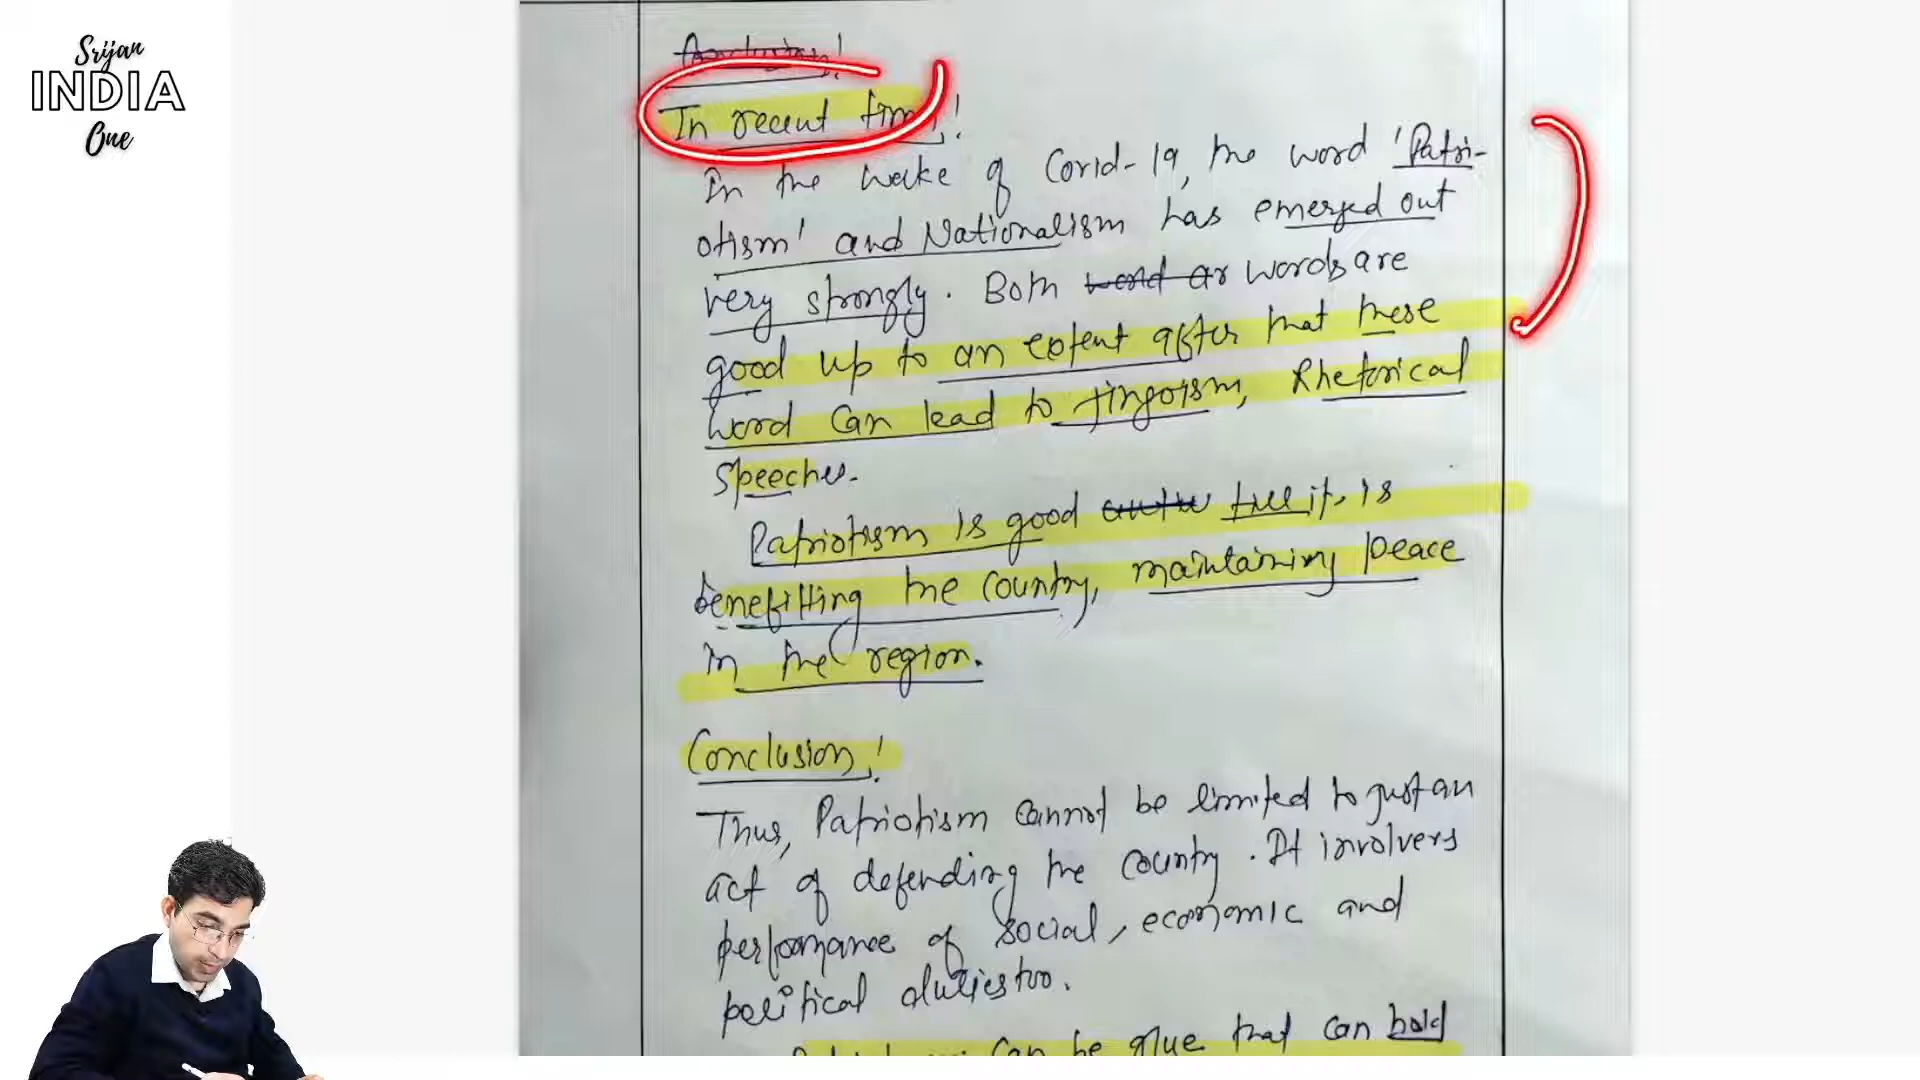 Srijan
INDIA
One
Conclusion!
In recent time!
In the wake of Covid-19, the word 'Patri-
otism' and Nationalism has emerged out
very strongly. Both word ar words are
good up to an extent after that these
word can lead to Jingoism, Rhetorical
speeches.
Patriotism is good till it is
benefitting the country, maintaining peace
in the region.
Conclusion!
Thus, Patriotism cannot be limited to just an
act of defending the country. It involvers
performance of social, economic and
political duties too.
can be glue that can hold